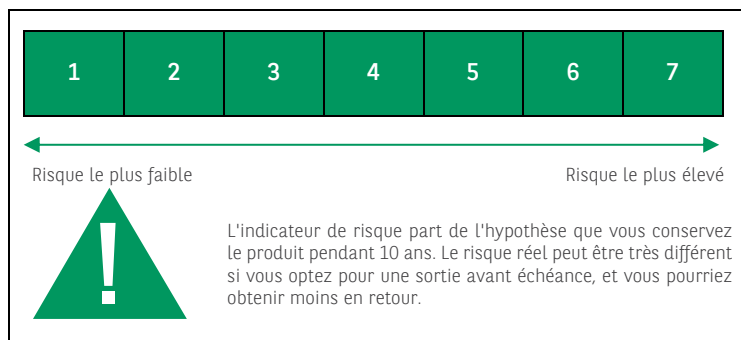 1 2 3 4 5 6 7
Risque le plus faible Risque le plus élevé
!
L'indicateur de risque part de l'hypothèse que vous conservez
le produit pendant 10 ans. Le risque réel peut être très différent
si vous optez pour une sortie avant échéance, et vous pourriez
obtenir moins en retour.